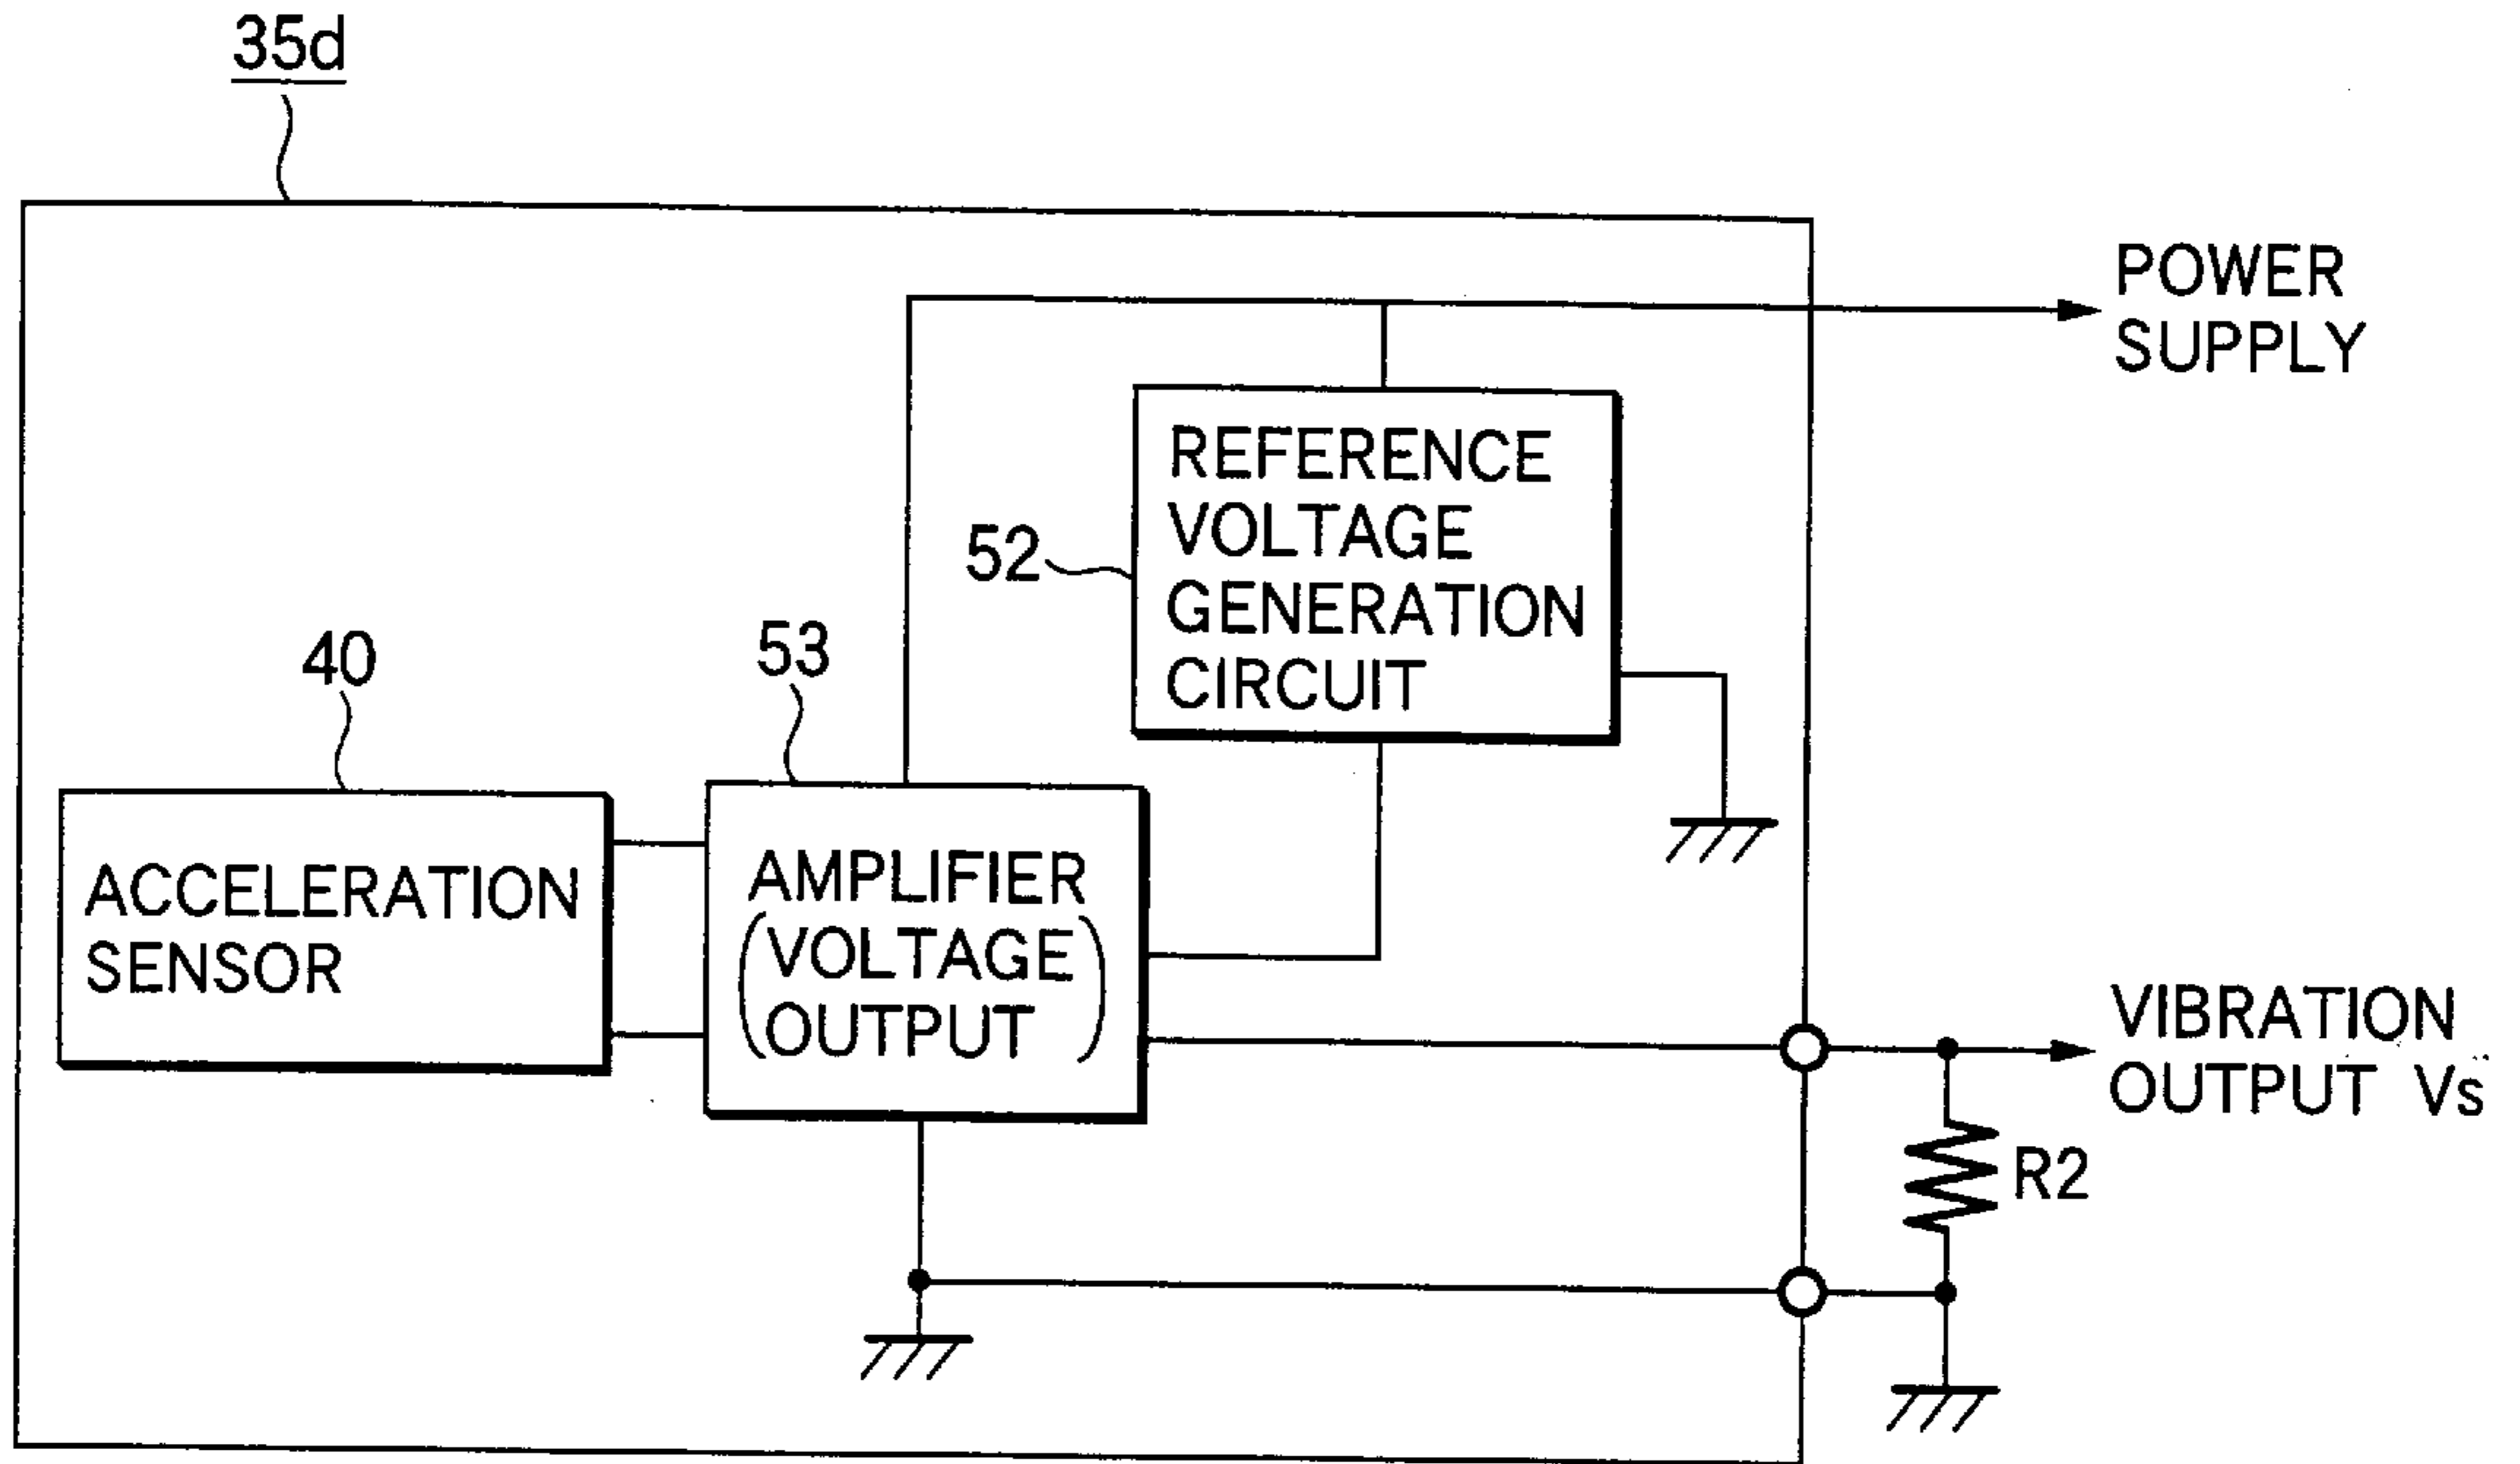 35d
POWER
SUPPLY
REFERENCE
VOLTAGE
GENERATION
CIRCUIT
52
40
53
ACCELERATION
SENSOR
AMPLIFIER
(VOLTAGE
OUTPUT)
VIBRATION
OUTPUT Vs
R2